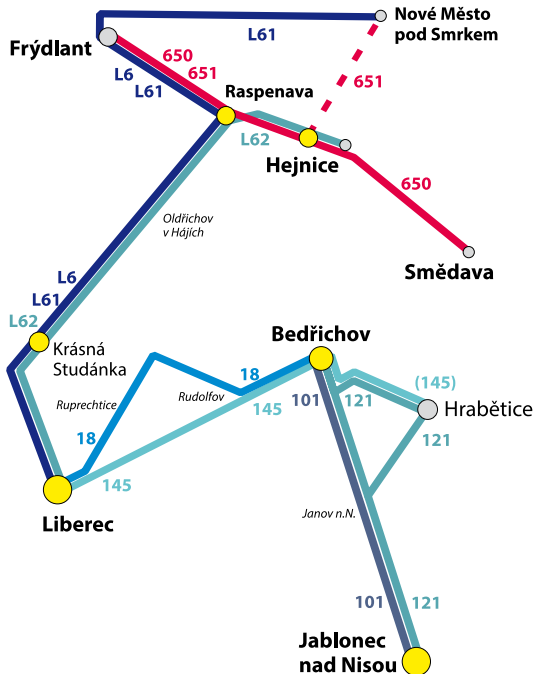 Nové Město
pod Smrkem
L61
Frýdlant
650
651
L6
L61
651
Raspenava
L62
Hejnice
650
Oldřichov
v Hájích
Smědava
L6
L61
L62
Krásná
Studánka
Bedřichov
18
(145)
Ruprechtice
Rudolfov
145
101
121
Hrabětice
18
121
145
Liberec
Janov n.N.
101
121
Jablonec
nad Nisou